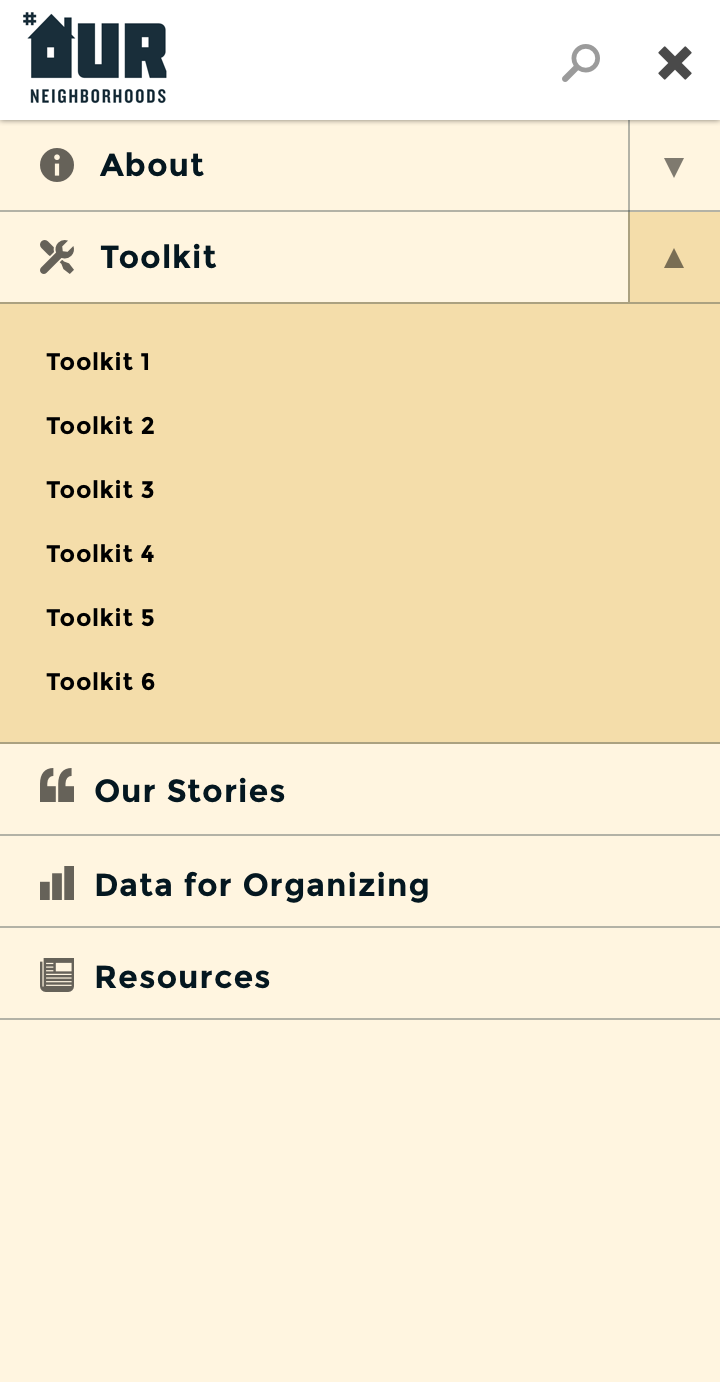 #OUR
NEIGHBORHOODS
About
Toolkit
Toolkit 1
Toolkit 2
Toolkit 3
Toolkit 4
Toolkit 5
Toolkit 6
Our Stories
Data for Organizing
Resources